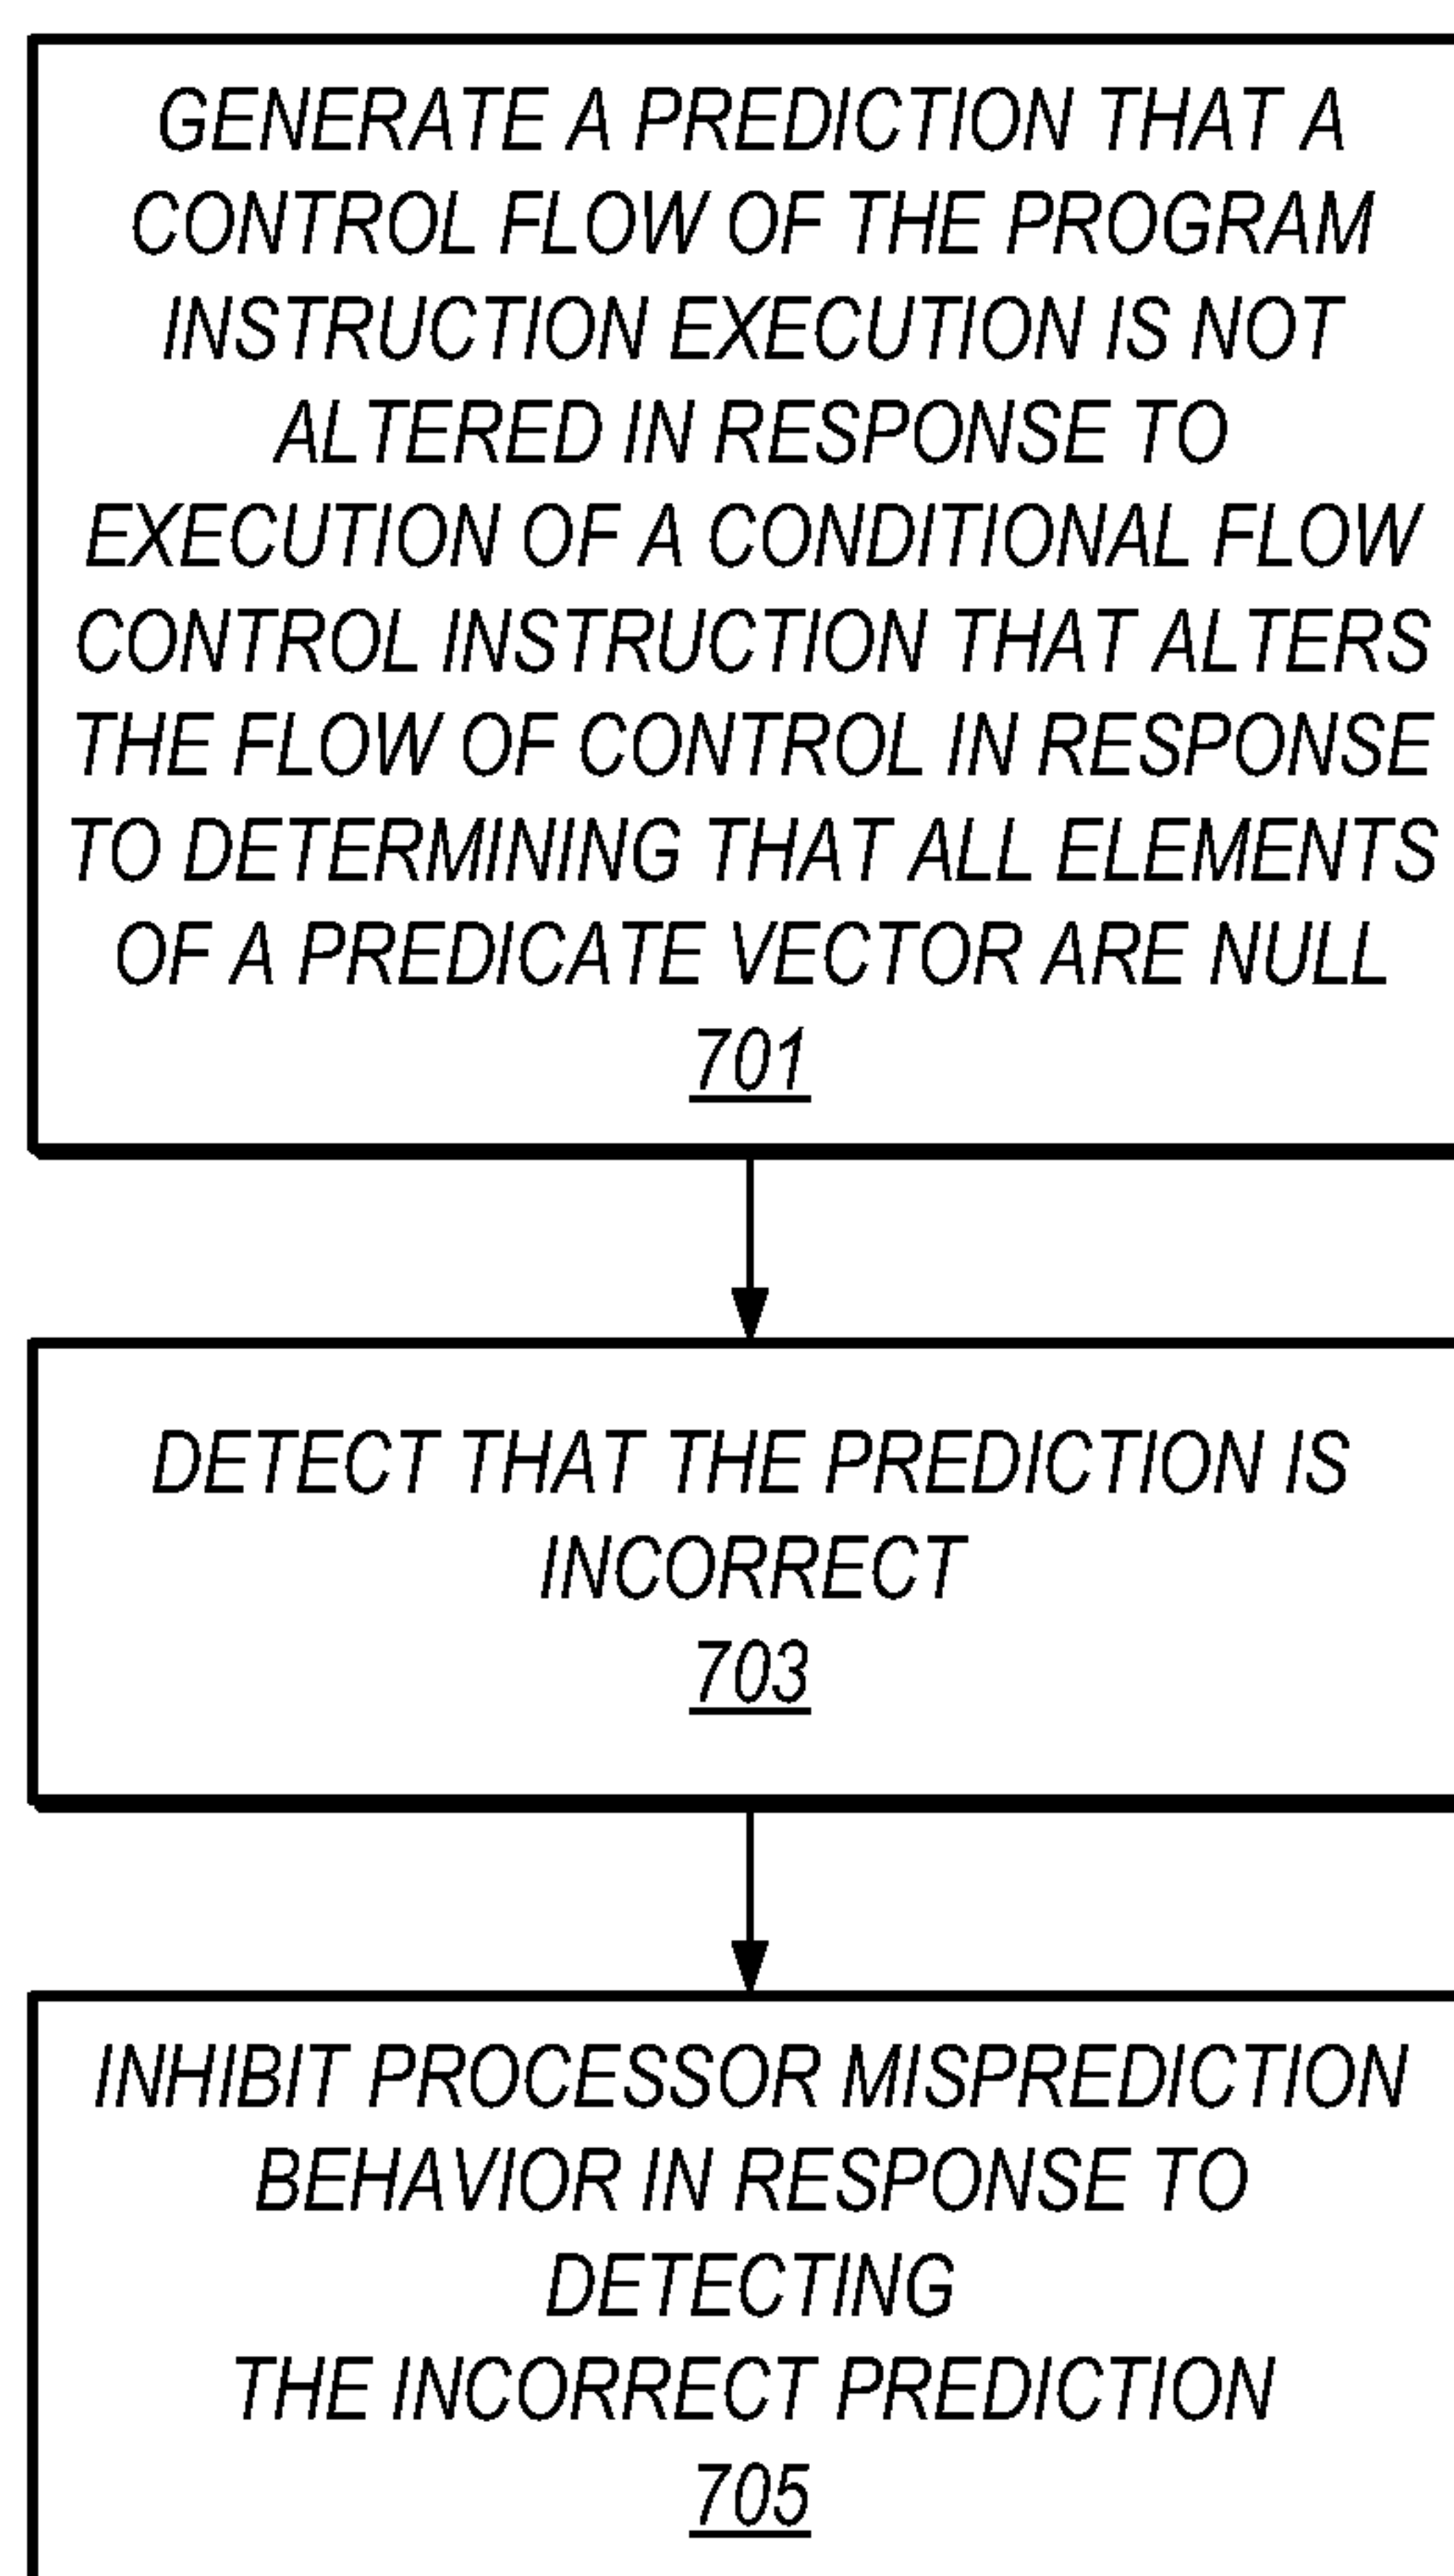 GENERATE A PREDICTION THAT A
CONTROL FLOW OF THE PROGRAM
INSTRUCTION EXECUTION IS NOT
ALTERED IN RESPONSE TO
EXECUTION OF A CONDITIONAL FLOW
CONTROL INSTRUCTION THAT ALTERS
THE FLOW OF CONTROL IN RESPONSE
TO DETERMINING THAT ALL ELEMENTS
OF A PREDICATE VECTOR ARE NULL
701
DETECT THAT THE PREDICTION IS
INCORRECT
703
INHIBIT PROCESSOR MISPREDICTION
BEHAVIOR IN RESPONSE TO
DETECTING
THE INCORRECT PREDICTION
705